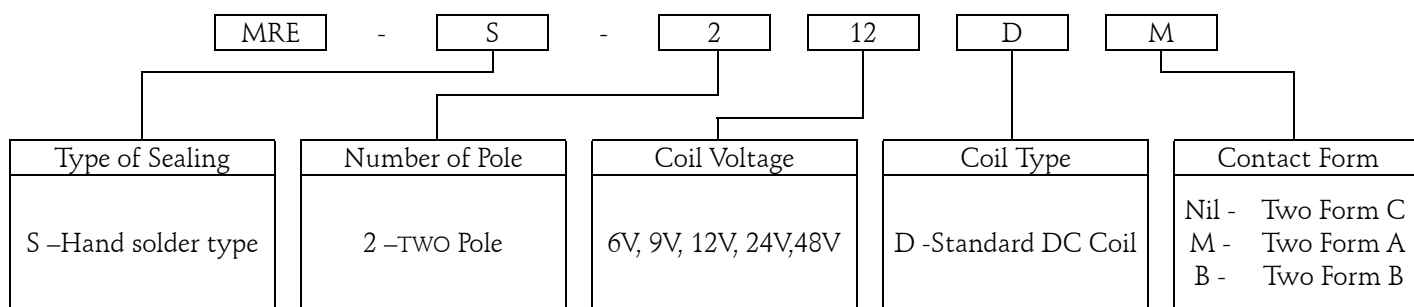 MRE - S - 2 12 D M
Type of Sealing
S –Hand solder type
Number of Pole
2 –TWO Pole
Coil Voltage
6V, 9V, 12V, 24V,48V
Coil Type
D -Standard DC Coil
Contact Form
Nil - Two Form C
M - Two Form A
B - Two Form B